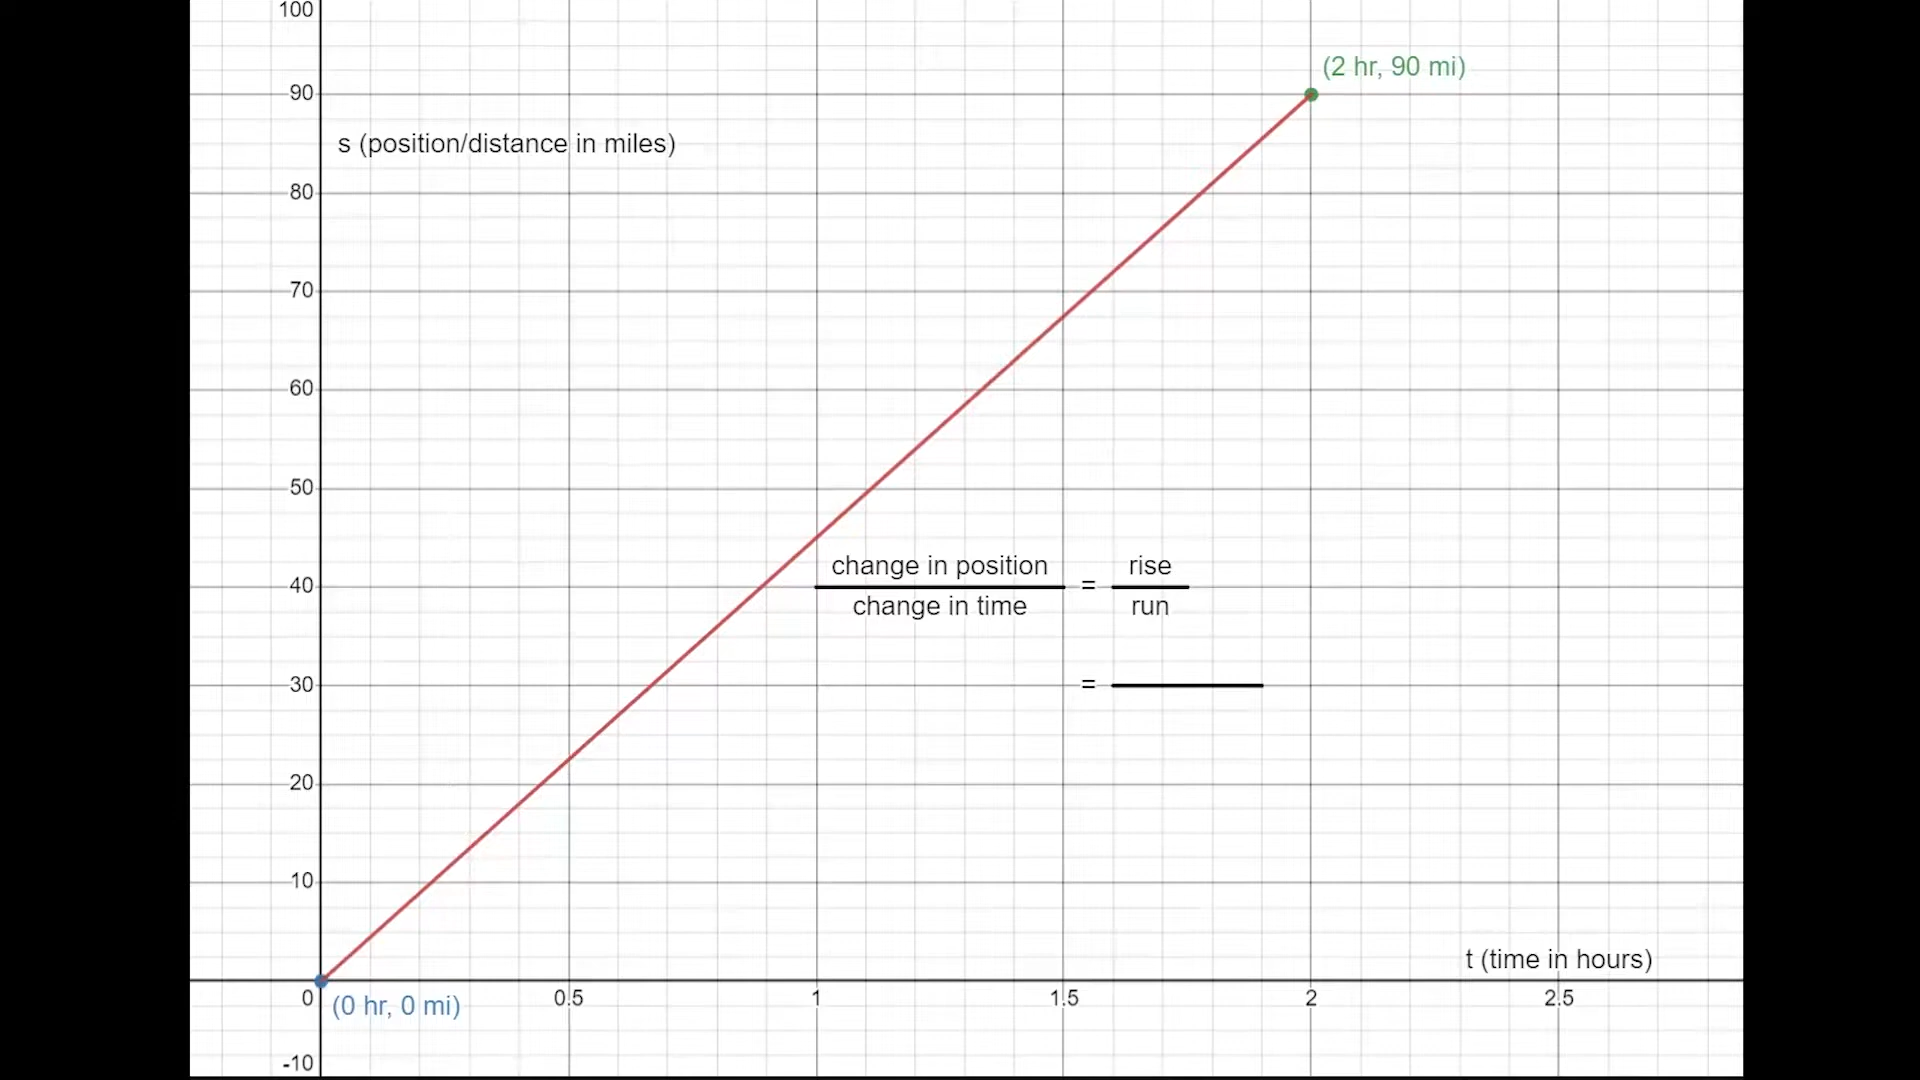 100
(2 hr, 90 mi)
90
s (position/distance in miles)
80
70
60
50
change in position = rise
40
change in time run
30
=
20
10
t (time in hours)
0 0.5 1 1.5 2 2.5
(0 hr, 0 mi)
-10